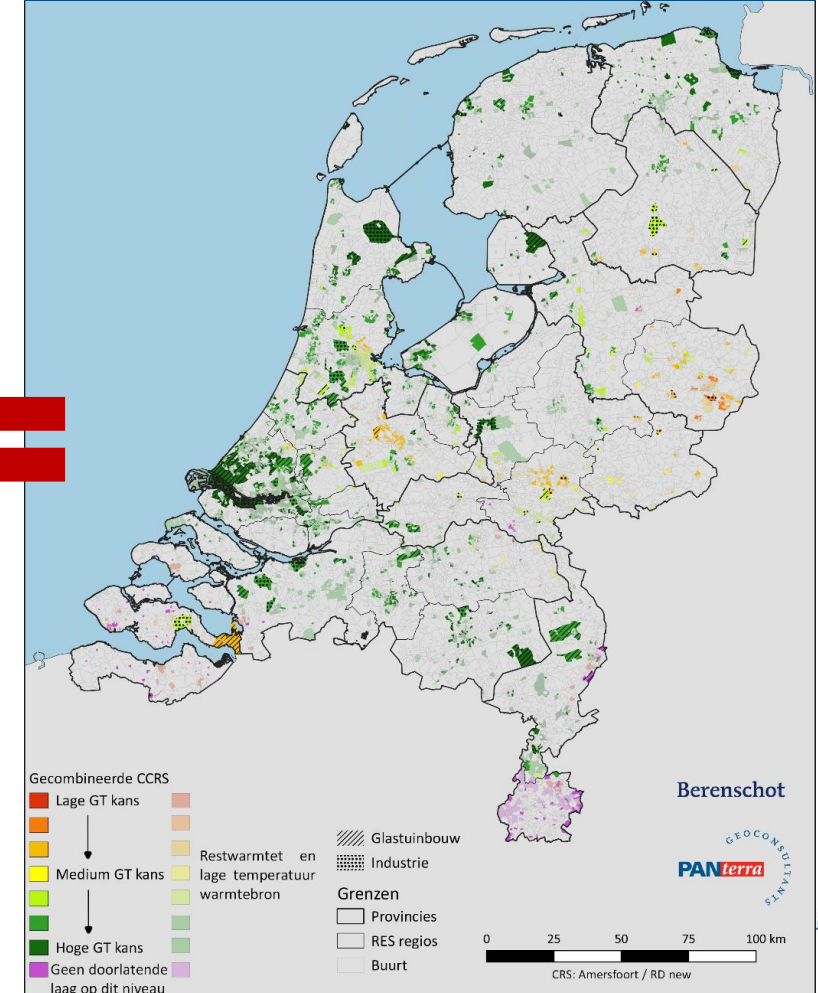 Gecombineerde CCRS
Lage GT kans
Medium GT kans
Hoge GT kans
Geen doorlatende
laag op dit niveau
Restwarmtet en
lage temperatuur
warmtebron
Glastuinbouw
Industrie
Grenzen
Provincies
RES regios
Buurt
Berenschot
GEOCONSULTANTS
PANterra
0 25 50 75 100 km
CRS: Amersfoort / RD new